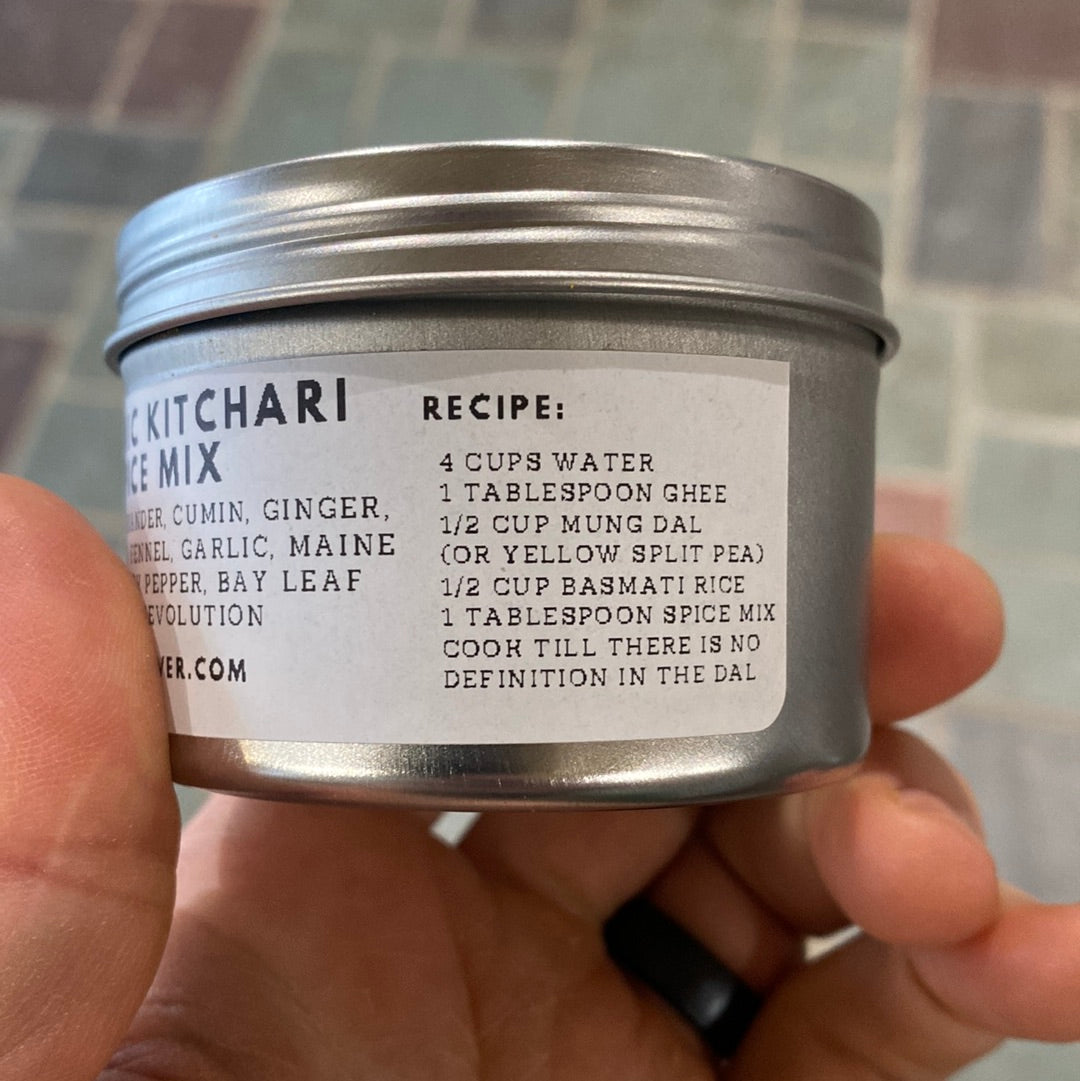 KITCHARI
MIX
CUMIN, GINGER,
GARLIC, MAINE
PEPPER, BAY LEAF
RECIPE:
4 CUPS WATER
1 TABLESPOON GHEE
1/2 CUP MUNG DAL
(OR YELLOW SPLIT PEA)
1/2 CUP BASMATI RICE
1 TABLESPOON SPICE MIX
COOK TILL THERE IS NO
DEFINITION IN THE DAL